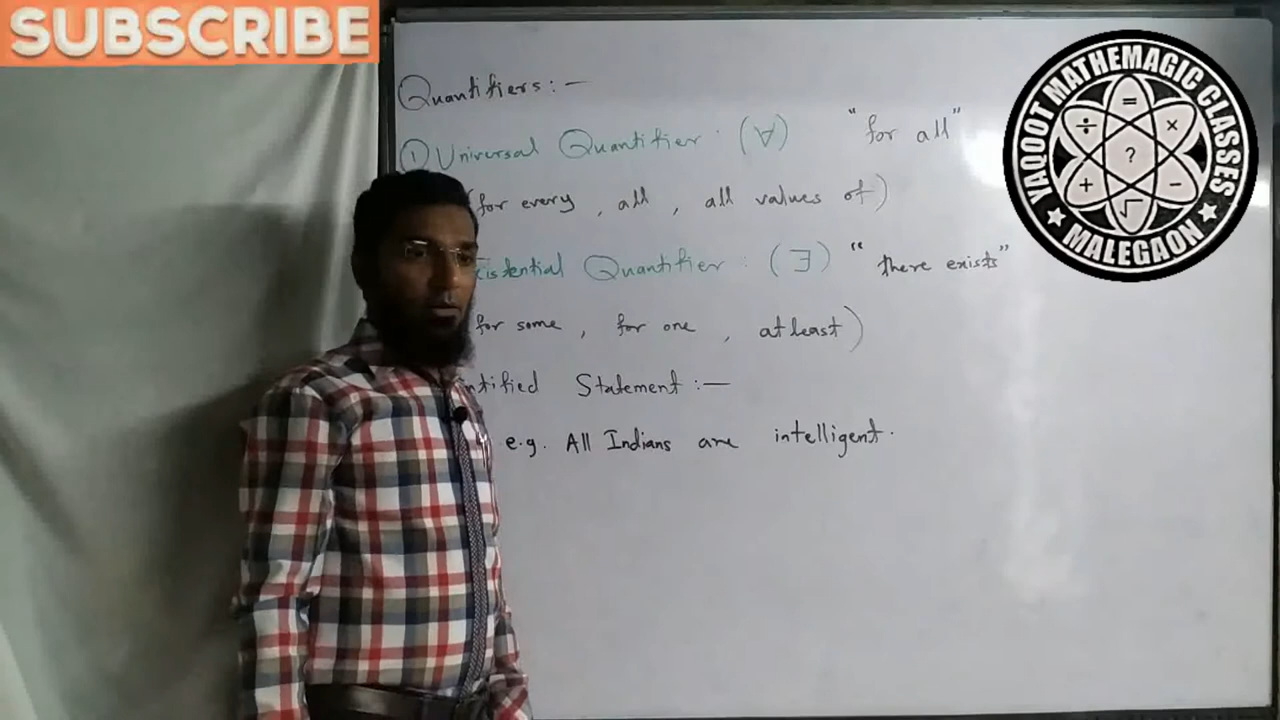 SUBSCRIBE
YAQOOT MATHEMAGIC CLASSES
MALEGAON
Quantifiers :-
① Universal Quantifier : (∀) "for all"
for every , all , all values of)
istential Quantifier : (∃) "there exists"
for some , for one , atleast)
ntified Statement :-
e.g. All Indians are intelligent.